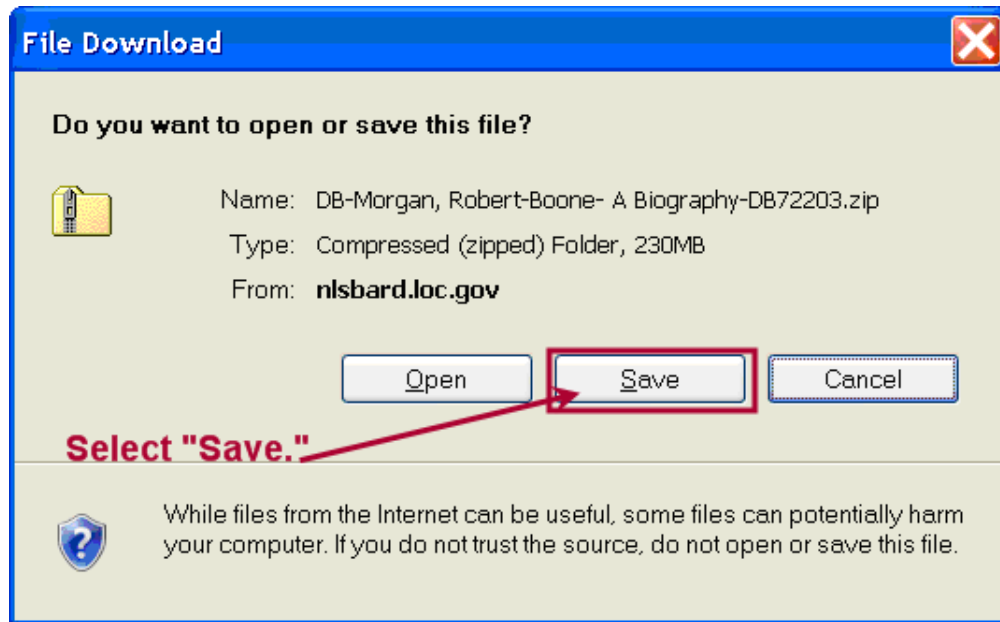 File Download
Do you want to open or save this file?
Name: DB-Morgan, Robert-Boone- A Biography-DB72203.zip
Type: Compressed (zipped) Folder, 230MB
From: nlsbard.loc.gov
Open Save Cancel
Select "Save."
While files from the Internet can be useful, some files can potentially harm
your computer. If you do not trust the source, do not open or save this file.